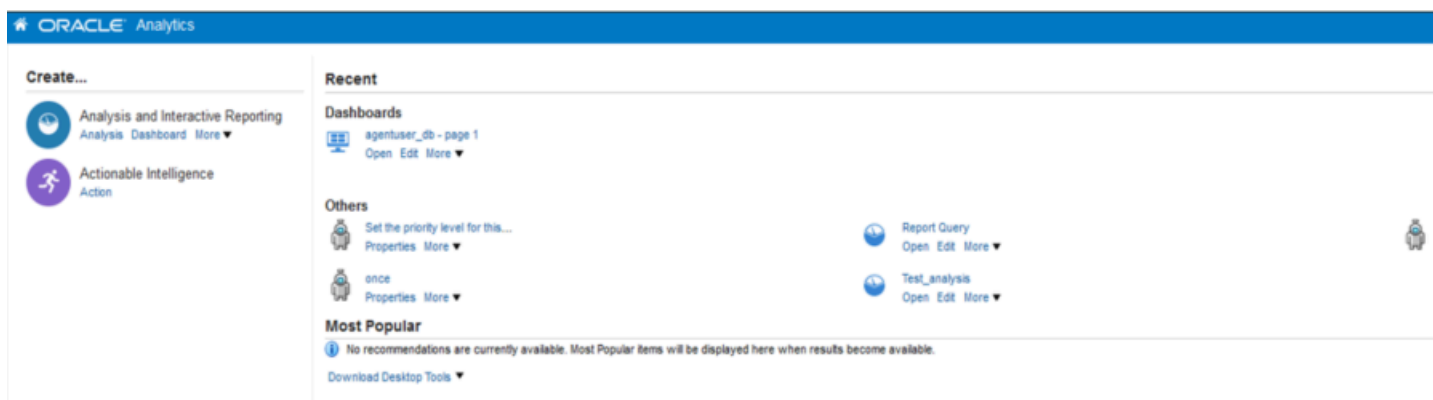 ORACLE Analytics
Create...
Analysis and Interactive Reporting
Analysis Dashboard More
Actionable Intelligence
Action
Recent
Dashboards
agentuser_db - page 1
Open Edit More
Others
Set the priority level for this...
Properties More
Report Query
Open Edit More
once
Properties More
Test_analysis
Open Edit More
Most Popular
No recommendations are currently available. Most Popular items will be displayed here when results become available.
Download Desktop Tools